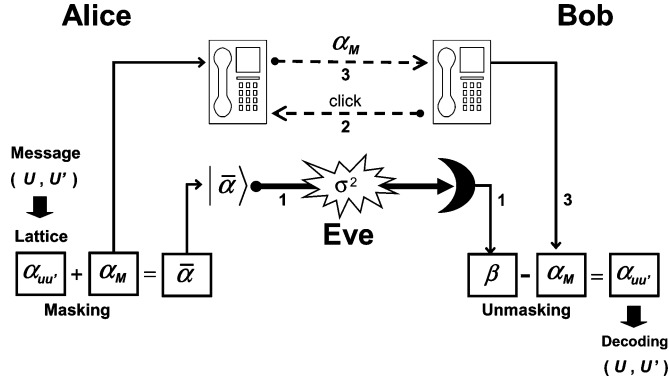 Alice
Bob
α_M
3
click
2
Message
( U , U' )
Lattice
|ᾱ⟩
1
σ²
Eve
1
3
α_uu' + α_M = ᾱ
Masking
β - α_M = α_uu'
Unmasking
Decoding
( U, U' )